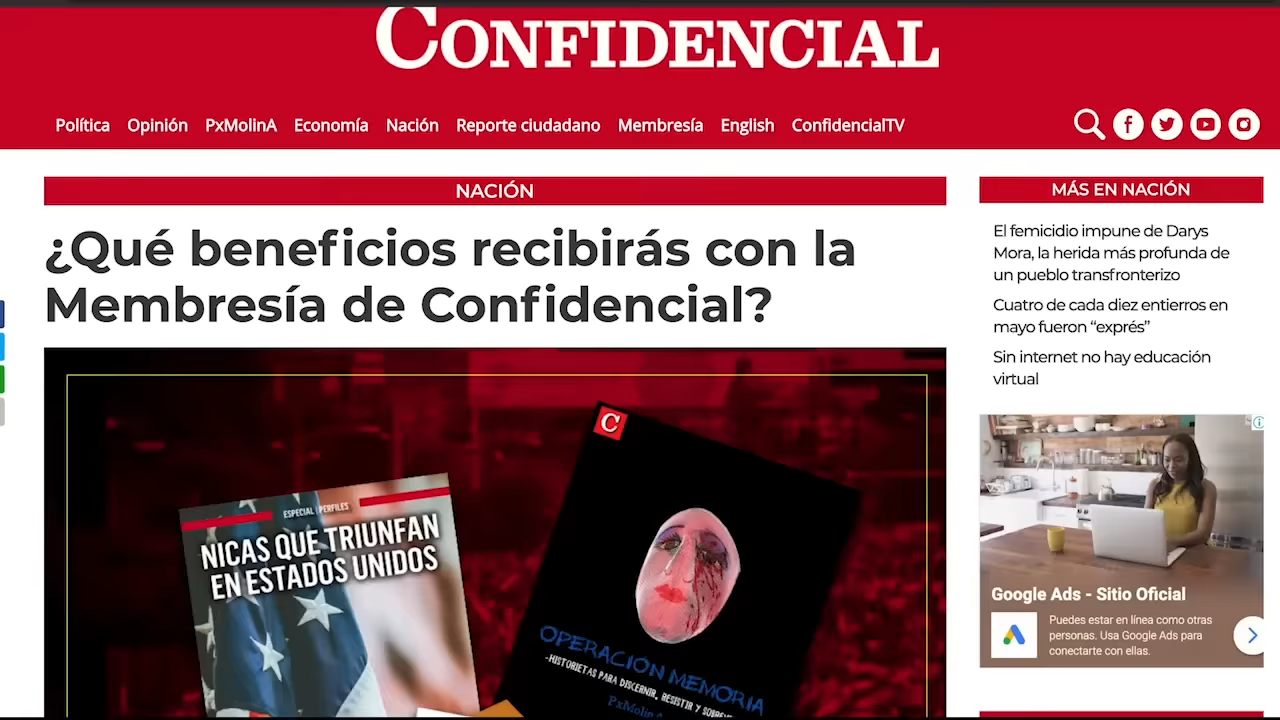 CONFIDENCIAL
Política Opinión PxMolinA Economía Nación Reporte ciudadano Membresía English ConfidencialTV
NACIÓN
¿Qué beneficios recibirás con la
Membresía de Confidencial?
C
ESPECIAL | PERFILES
NICAS QUE TRIUNFAN
EN ESTADOS UNIDOS
OPERACIÓN MEMORIA
-HISTORIETAS PARA DISCERNIR, RESISTIR Y
PxMolinA
MÁS EN NACIÓN
El femicidio impune de Darys
Mora, la herida más profunda de
un pueblo transfronterizo
Cuatro de cada diez entierros en
mayo fueron “exprés”
Sin internet no hay educación
virtual
Google Ads - Sitio Oficial
Puedes estar en línea como otras
personas. Usa Google Ads para
conectarte con ellas.